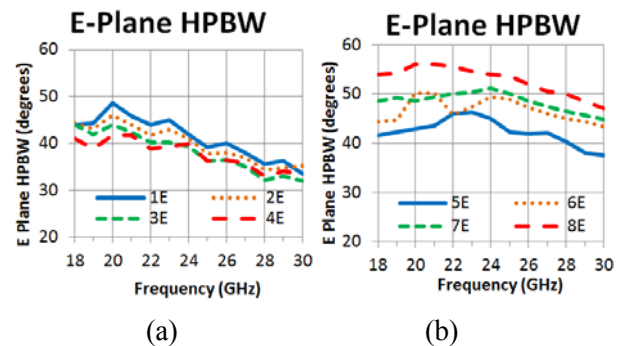 E-Plane HPBW
E Plane HPBW (degrees)
60
50
40
30
20
1E
2E
3E
4E
18 20 22 24 26 28 30
Frequency (GHz)
(a)
E-Plane HPBW
E Plane HPBW (degrees)
60
50
40
30
20
5E
6E
7E
8E
18 20 22 24 26 28 30
Frequency (GHz)
(b)